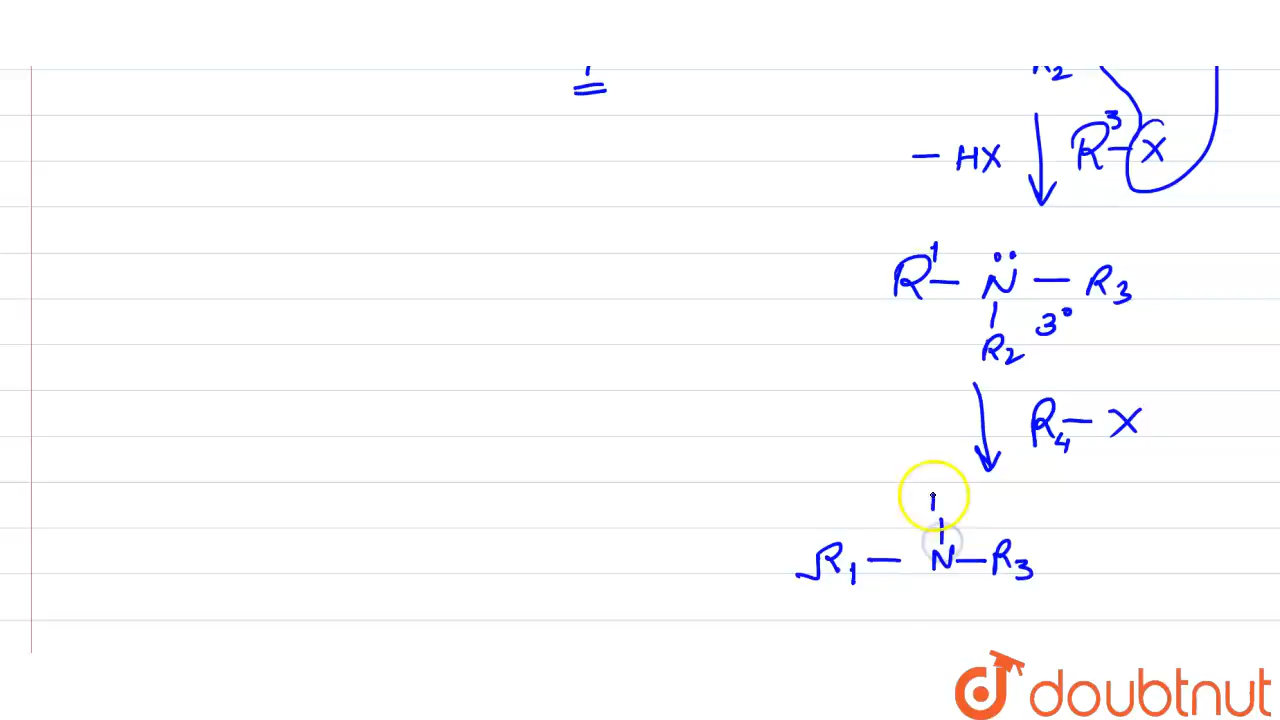 R2
- HX R3-X
R1- N̈ - R3
R2 3°
R4- X
R1 - N - R3
doubtnut